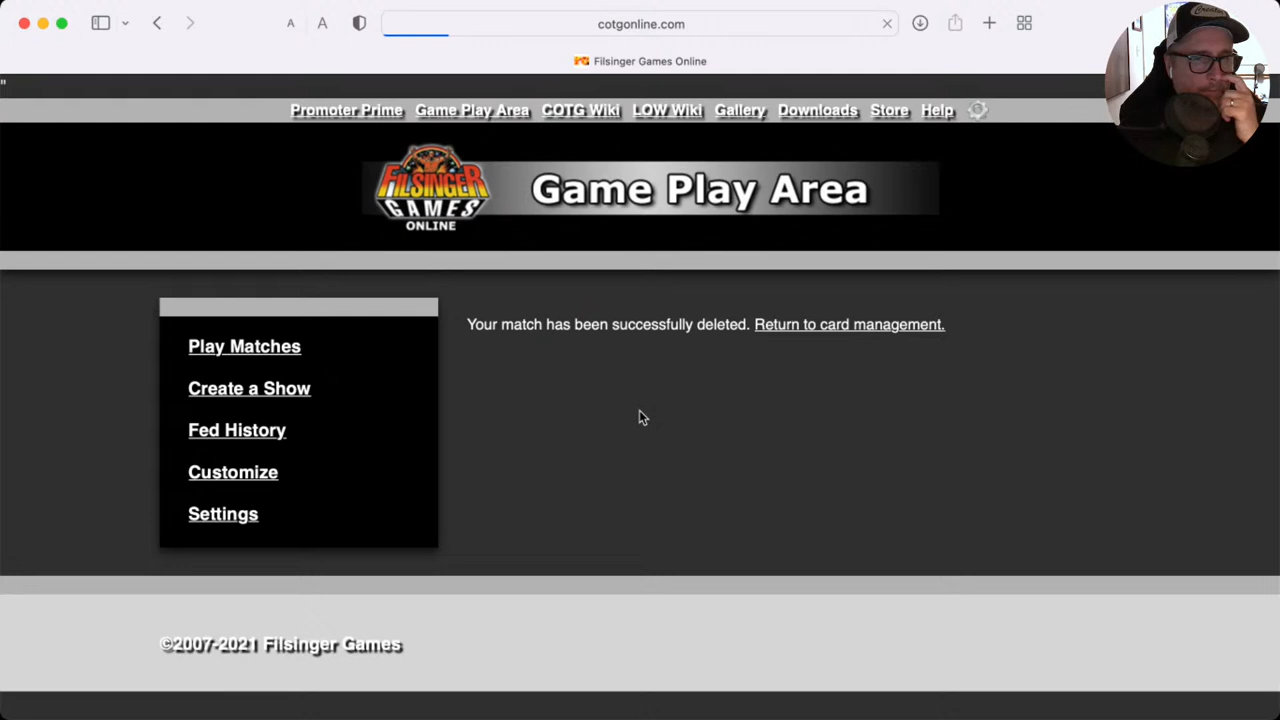 A A cotgonline.com
Filsinger Games Online
"
Promoter Prime Game Play Area COTG Wiki LOW Wiki Gallery Downloads Store Help
FILSINGER
GAMES
ONLINE
Game Play Area
Your match has been successfully deleted. Return to card management.
Play Matches
Create a Show
Fed History
Customize
Settings
©2007-2021 Filsinger Games